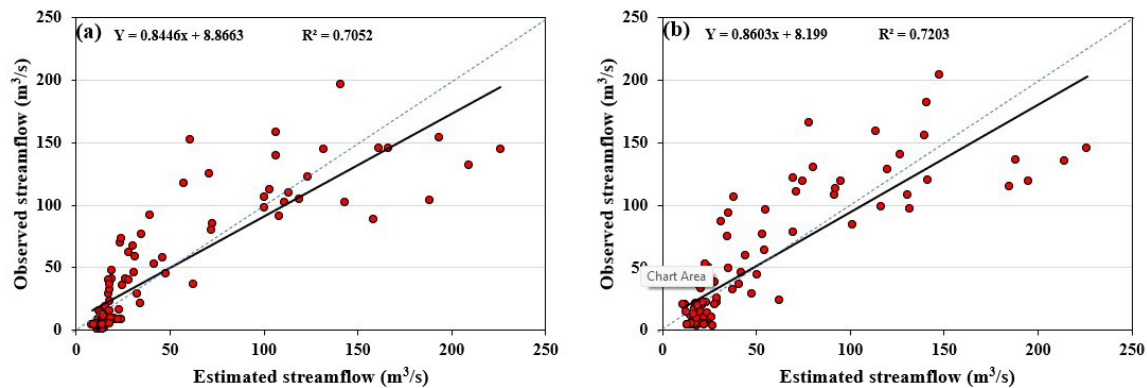 (a) Y = 0.8446x + 8.8663 R² = 0.7052
250
200
150
100
50
0
0 50 100 150 200 250
Observed streamflow (m³/s)
Estimated streamflow (m³/s)
(b) Y = 0.8603x + 8.199 R² = 0.7203
250
200
150
100
50
0
0 50 100 150 200 250
Observed streamflow (m³/s)
Chart Area
Estimated streamflow (m³/s)